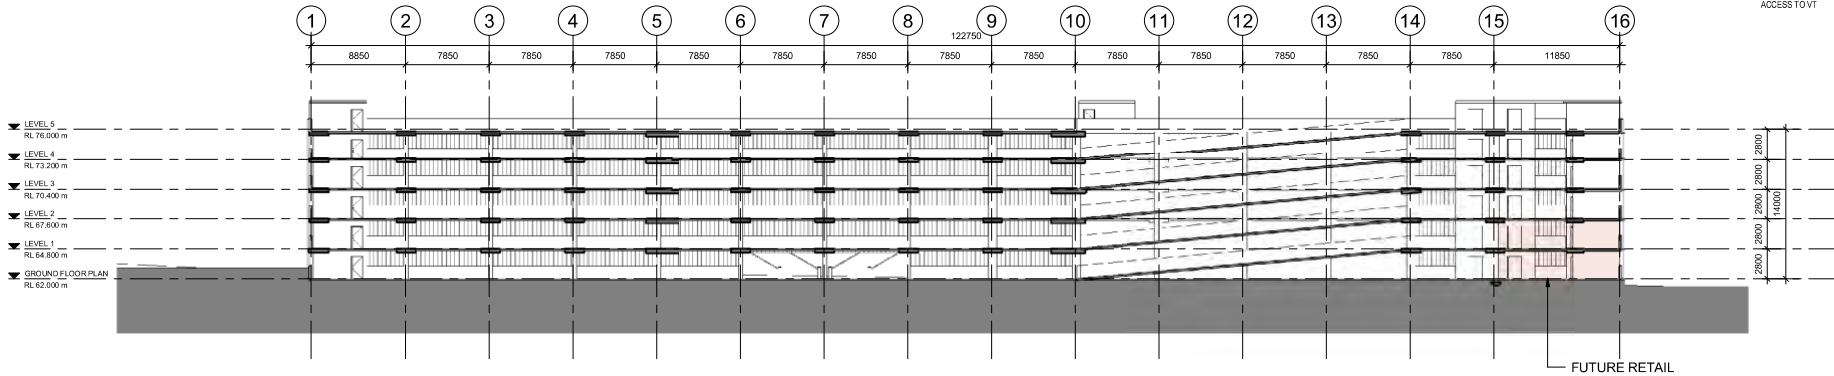 ACCESS TO VT
1 2 3 4 5 6 7 8 9 10 11 12 13 14 15 16
122750
8850 7850 7850 7850 7850 7850 7850 7850 7850 7850 7850 7850 7850 11850
LEVEL 5
RL 76.000 m
LEVEL 4
RL 73.200 m
LEVEL 3
RL 70.400 m
LEVEL 2
RL 67.600 m
LEVEL 1
RL 64.800 m
GROUND FLOOR PLAN
RL 62.000 m
2800
2800
2800
2800
2800
14000
FUTURE RETAIL